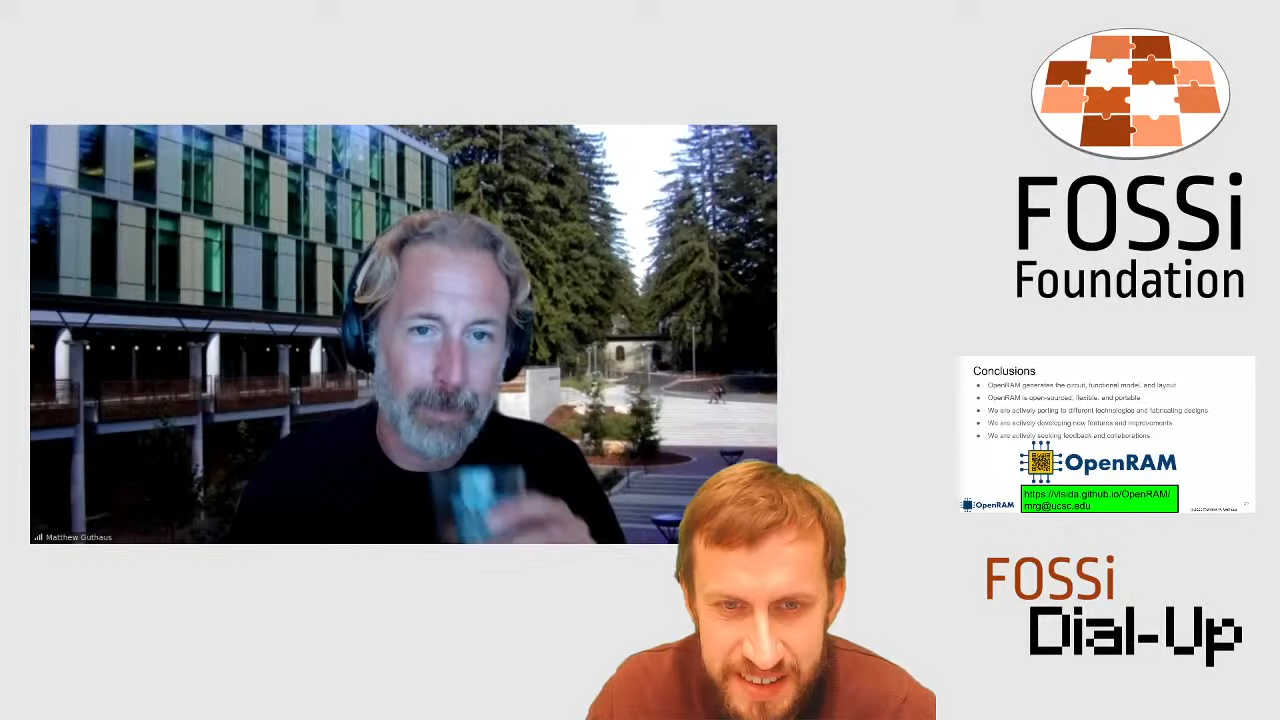 FOSSi
Foundation
Conclusions
OpenRAM generates the circuit, functional model, and layout
OpenRAM is open-sourced, flexible, and portable.
We are actively porting to different technologies and fabricating designs.
We are actively developing new features and improvements.
We are actively seeking feedback and collaborations.
OpenRAM
https://vlsida.github.io/OpenRAM/
mrg@ucsc.edu
OpenRAM
Matthew Guthaus
FOSSi
Dial-Up